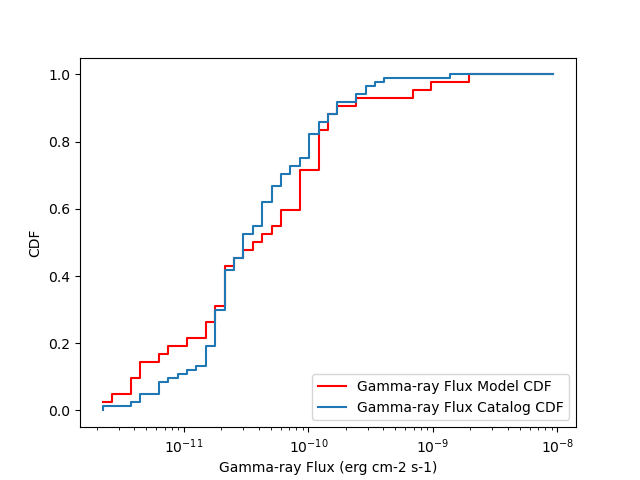 1.0
0.8
0.6
0.4
0.2
0.0
CDF
10⁻¹¹ 10⁻¹⁰ 10⁻⁹ 10⁻⁸
Gamma-ray Flux (erg cm-2 s-1)
Gamma-ray Flux Model CDF
Gamma-ray Flux Catalog CDF